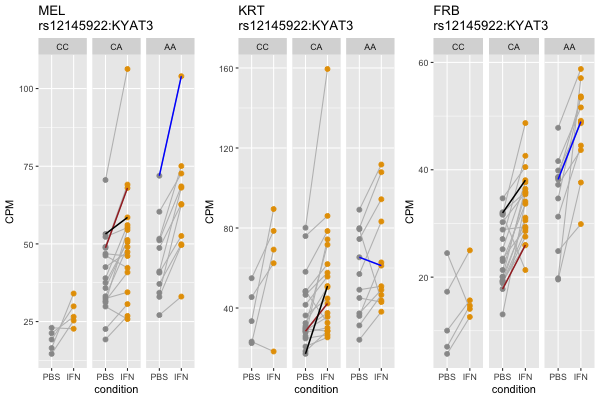 MEL
rs12145922:KYAT3
CC CA AA
CPM
100
75
50
25
PBS IFN PBS IFN PBS IFN
condition
KRT
rs12145922:KYAT3
CC CA AA
CPM
160
120
80
40
PBS IFN PBS IFN PBS IFN
condition
FRB
rs12145922:KYAT3
CC CA AA
CPM
60
40
20
PBS IFN PBS IFN PBS IFN
condition